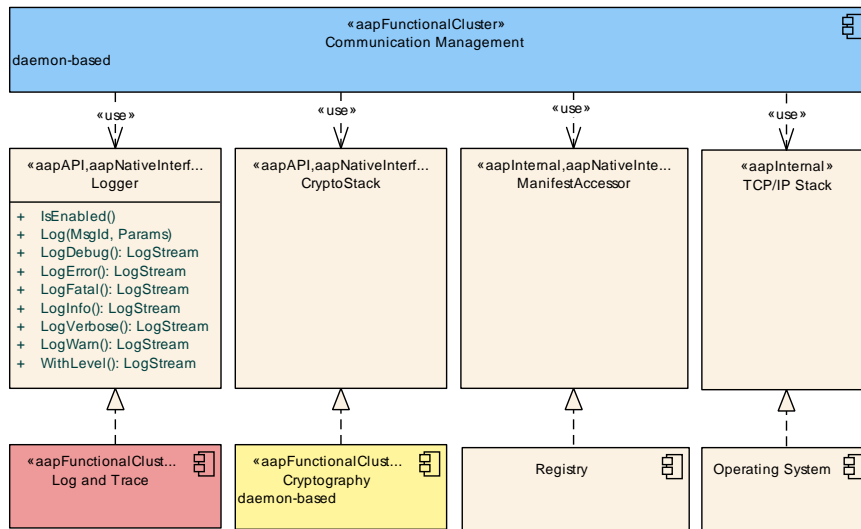 «aapFunctionalCluster»
Communication Management
daemon-based
«use»
«use»
«use»
«use»
«aapAPI,aapNativeInterf...
Logger
+ IsEnabled()
+ Log(MsgId, Params)
+ LogDebug(): LogStream
+ LogError(): LogStream
+ LogFatal(): LogStream
+ LogInfo(): LogStream
+ LogVerbose(): LogStream
+ LogWarn(): LogStream
+ WithLevel(): LogStream
«aapAPI,aapNativeInterf...
CryptoStack
«aapInternal,aapNativeInte...
ManifestAccessor
«aapInternal»
TCP/IP Stack
«aapFunctionalClust...
Log and Trace
«aapFunctionalClust...
Cryptography
daemon-based
Registry
Operating System